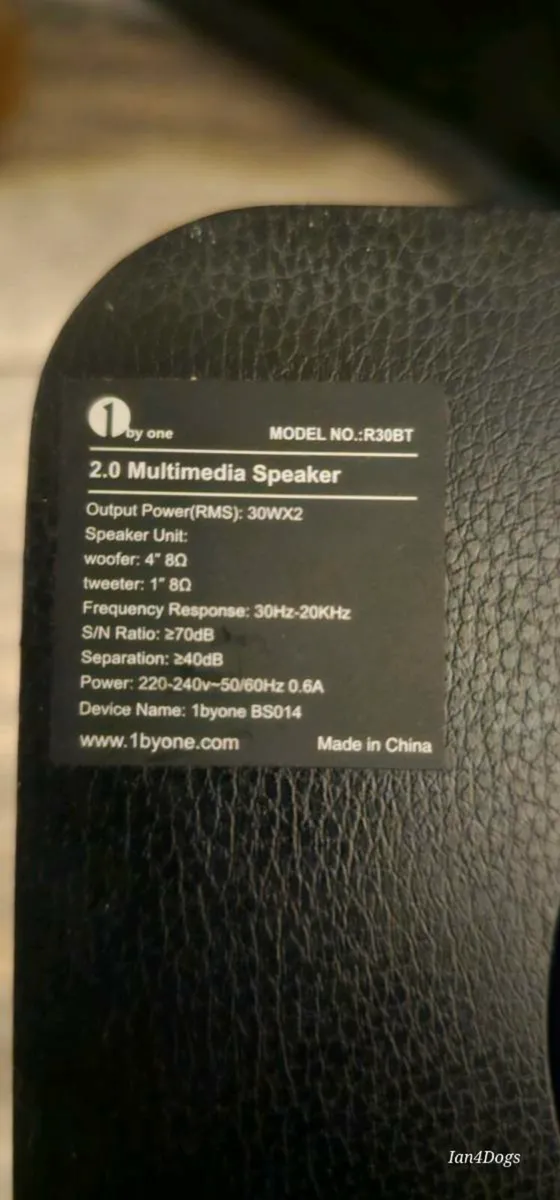 1 by one MODEL NO.:R30BT
2.0 Multimedia Speaker
Output Power(RMS): 30WX2
Speaker Unit:
woofer: 4" 8Ω
tweeter: 1" 8Ω
Frequency Response: 30Hz-20KHz
S/N Ratio: ≥70dB
Separation: ≥40dB
Power: 220-240v~50/60Hz 0.6A
Device Name: 1byone BS014
www.1byone.com Made in China
Ian4Dogs